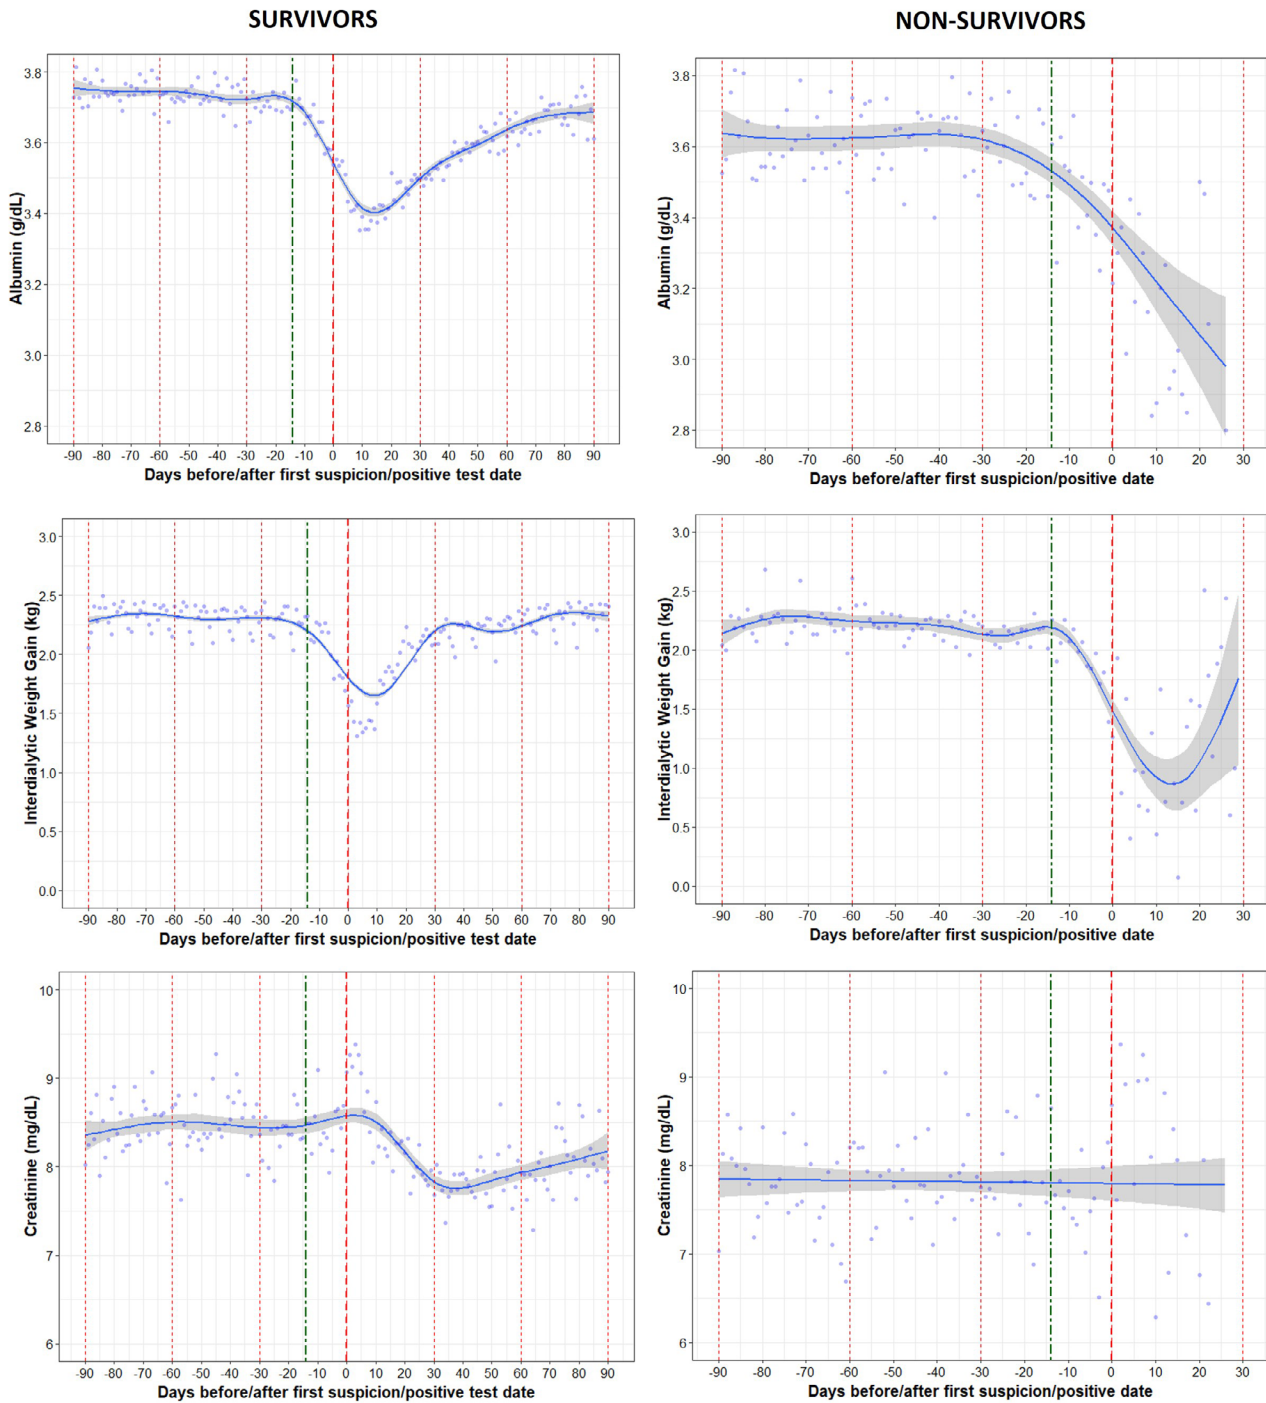 SURVIVORS
NON-SURVIVORS
Albumin (g/dL)
3.8
3.6
3.4
3.2
3.0
2.8
-90 -80 -70 -60 -50 -40 -30 -20 -10 0 10 20 30 40 50 60 70 80 90
Days before/after first suspicion/positive test date
Albumin (g/dL)
3.8
3.6
3.4
3.2
3.0
2.8
-90 -80 -70 -60 -50 -40 -30 -20 -10 0 10 20 30
Days before/after first suspicion/positive date
Interdialytic Weight Gain (kg)
3.0
2.5
2.0
1.5
1.0
0.5
0.0
-90 -80 -70 -60 -50 -40 -30 -20 -10 0 10 20 30 40 50 60 70 80 90
Days before/after first suspicion/positive test date
Interdialytic Weight Gain (kg)
3.0
2.5
2.0
1.5
1.0
0.5
0.0
-90 -80 -70 -60 -50 -40 -30 -20 -10 0 10 20 30
Days before/after first suspicion/positive date
Creatinine (mg/dL)
10
9
8
7
6
-90 -80 -70 -60 -50 -40 -30 -20 -10 0 10 20 30 40 50 60 70 80 90
Days before/after first suspicion/positive test date
Creatinine (mg/dL)
10
9
8
7
6
-90 -80 -70 -60 -50 -40 -30 -20 -10 0 10 20 30
Days before/after first suspicion/positive date